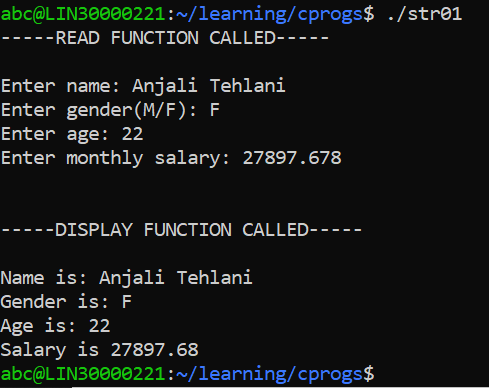 abc@LIN30000221:~/learning/cprogs$ ./str01
-----READ FUNCTION CALLED-----
Enter name: Anjali Tehlani
Enter gender(M/F): F
Enter age: 22
Enter monthly salary: 27897.678
-----DISPLAY FUNCTION CALLED-----
Name is: Anjali Tehlani
Gender is: F
Age is: 22
Salary is 27897.68
abc@LIN30000221:~/learning/cprogs$